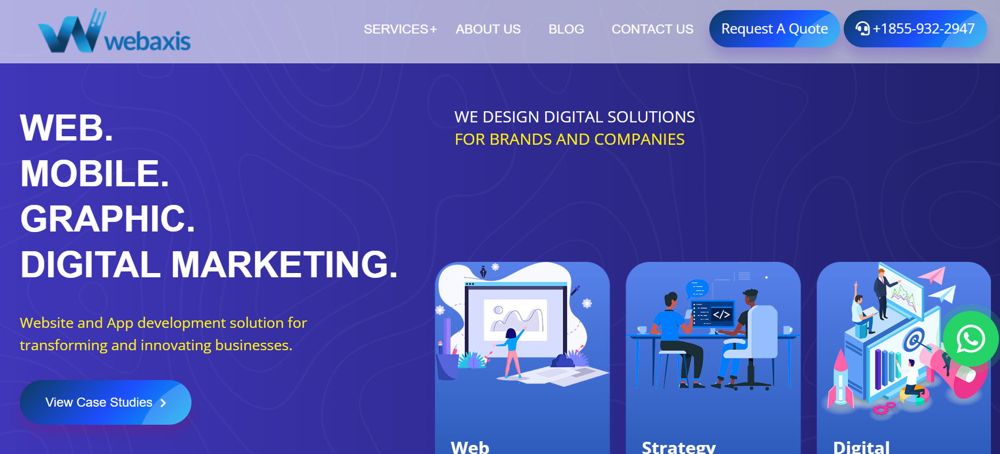 webaxis
SERVICES+
ABOUT US
BLOG
CONTACT US
Request A Quote
+1855-932-2947
WEB.
MOBILE.
GRAPHIC.
DIGITAL MARKETING.
Website and App development solution for
transforming and innovating businesses.
View Case Studies
WE DESIGN DIGITAL SOLUTIONS
FOR BRANDS AND COMPANIES
</>
Web
Strategy
Digital